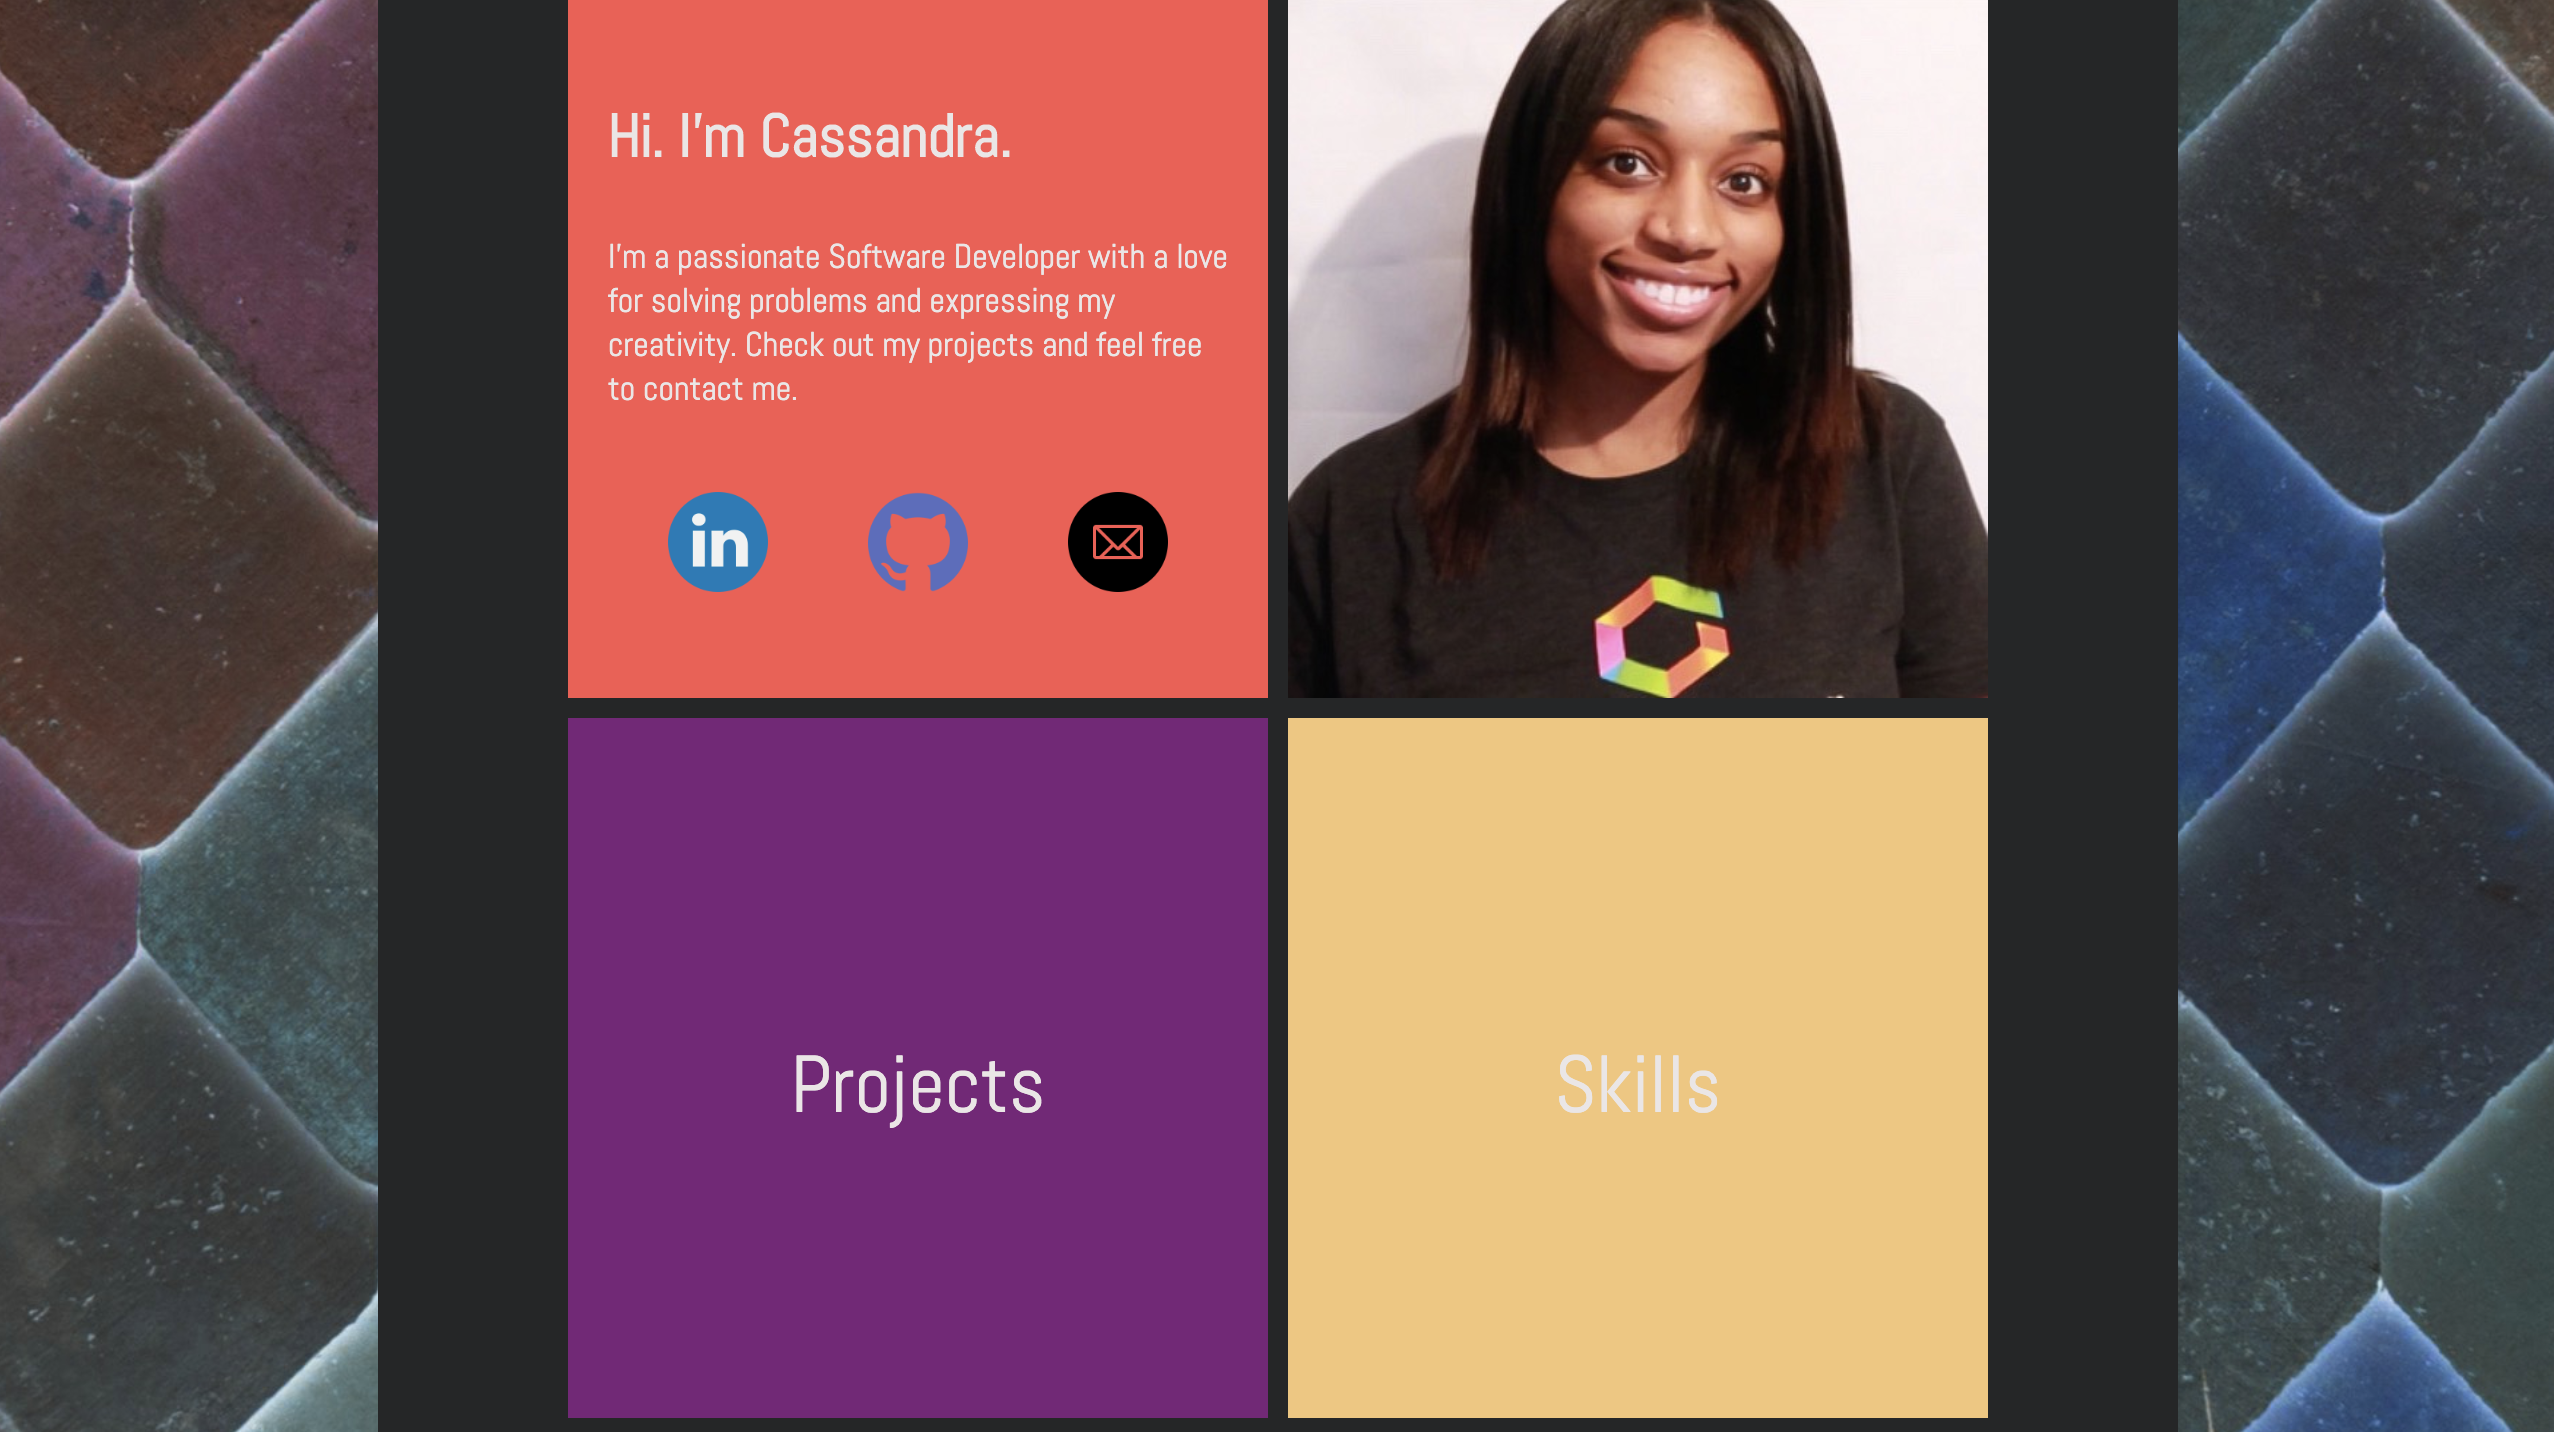 Hi. I'm Cassandra.
I'm a passionate Software Developer with a love
for solving problems and expressing my
creativity. Check out my projects and feel free
to contact me.
in
Projects
Skills